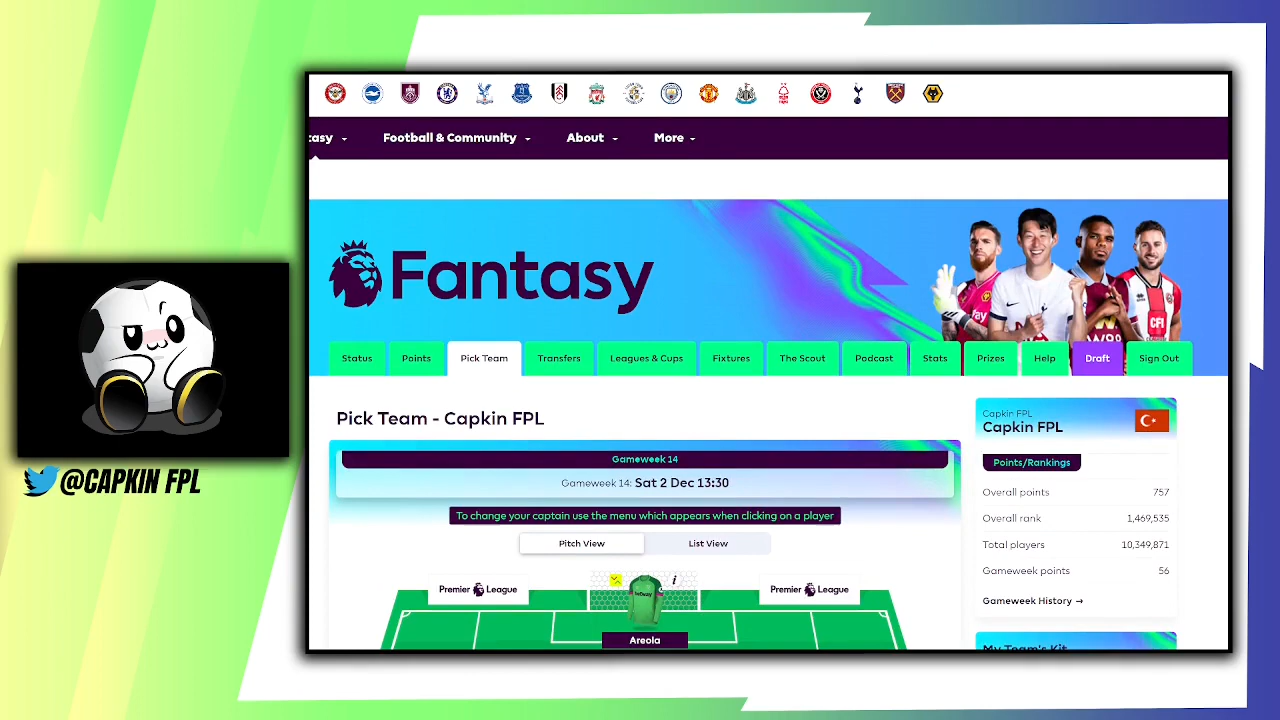 tasy
Football & Community
About
More
Fantasy
Status
Points
Pick Team
Transfers
Leagues & Cups
Fixtures
The Scout
Podcast
Stats
Prizes
Help
Draft
Sign Out
Pick Team - Capkin FPL
Gameweek 14
Gameweek 14: Sat 2 Dec 13:30
To change your captain use the menu which appears when clicking on a player
Pitch View
List View
Premier League
Premier League
Areola
Capkin FPL
Capkin FPL
Points/Rankings
Overall points 757
Overall rank 1,469,535
Total players 10,349,871
Gameweek points 56
Gameweek History →
My Team's Kit
@CAPKIN FPL